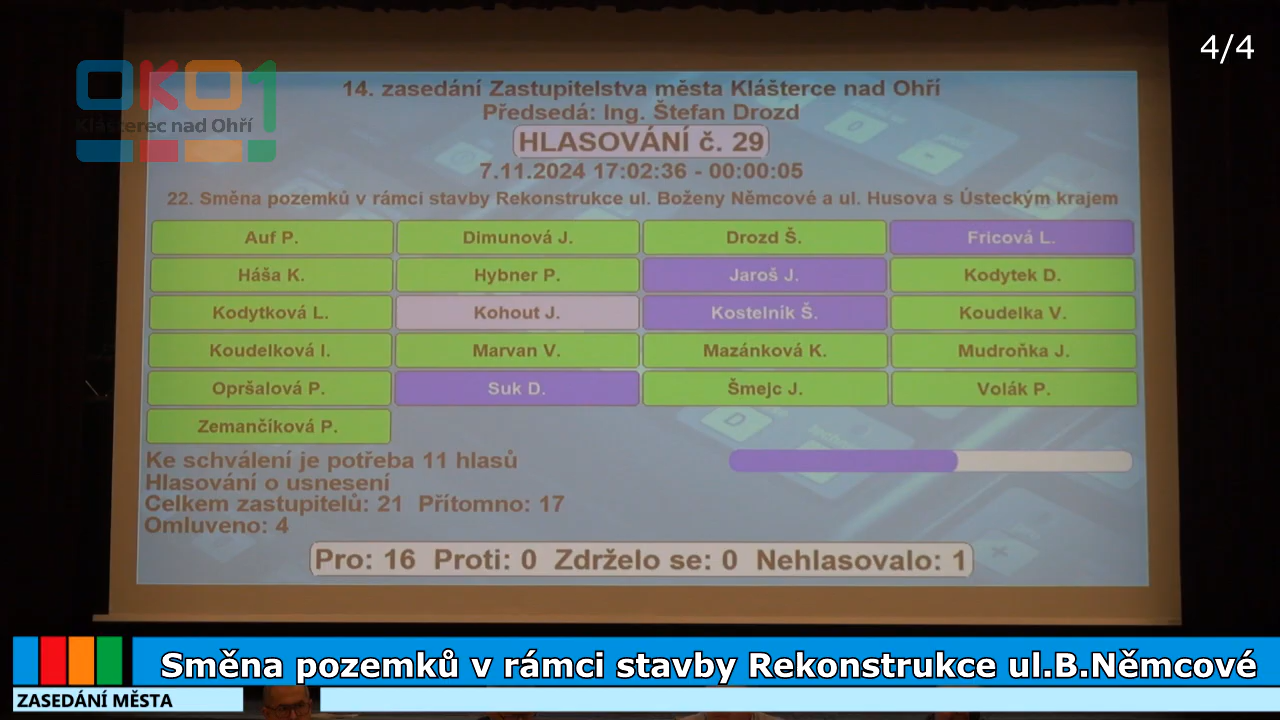 4/4
OKO1
Klášterec nad Ohří
14. zasedání Zastupitelstva města Klášterce nad Ohří
Předsedá: Ing. Štefan Drozd
HLASOVÁNÍ č. 29
7.11.2024 17:02:36 - 00:00:05
22. Směna pozemků v rámci stavby Rekonstrukce ul. Boženy Němcové a ul. Husova s Ústeckým krajem
Auf P. Dimunová J. Drozd Š. Fricová L.
Háša K. Hybner P. Jaroš J. Kodytek D.
Kodytková L. Kohout J. Kostelník Š. Koudelka V.
Koudelková I. Marvan V. Mazánková K. Mudroňka J.
Opršalová P. Suk D. Šmejc J. Volák P.
Zemančíková P.
Ke schválení je potřeba 11 hlasů
Hlasování o usnesení
Celkem zastupitelů: 21 Přítomno: 17
Omluveno: 4
Pro: 16 Proti: 0 Zdrželo se: 0 Nehlasovalo: 1
Směna pozemků v rámci stavby Rekonstrukce ul.B.Němcové
ZASEDÁNÍ MĚSTA